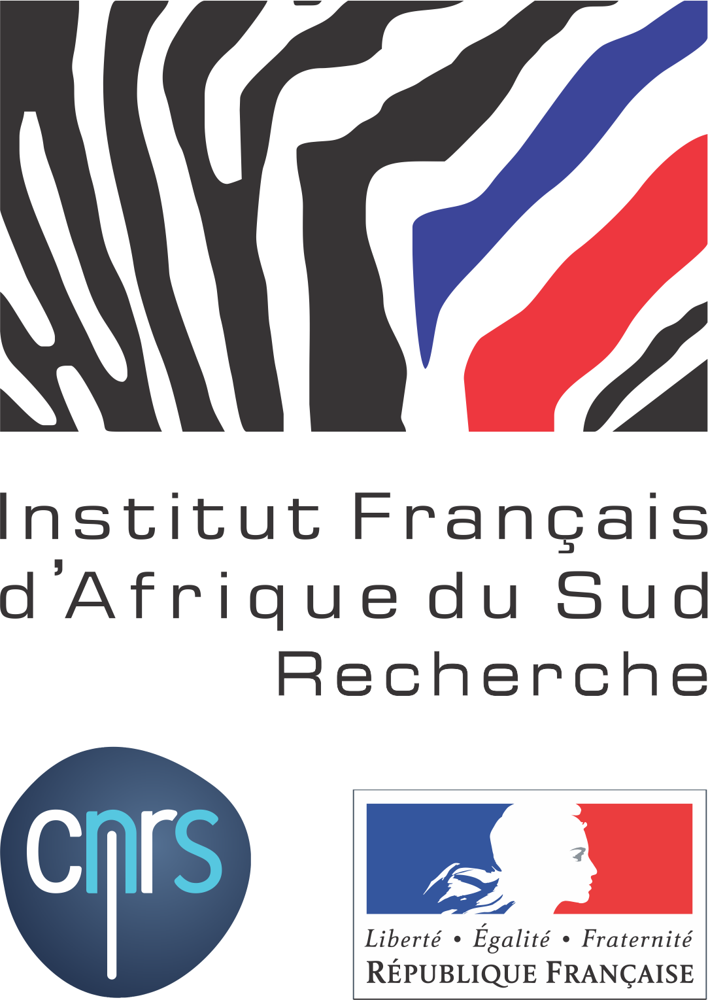 Institut Français
d'Afrique du Sud
Recherche
cnrs
Liberté • Égalité • Fraternité
RÉPUBLIQUE FRANÇAISE